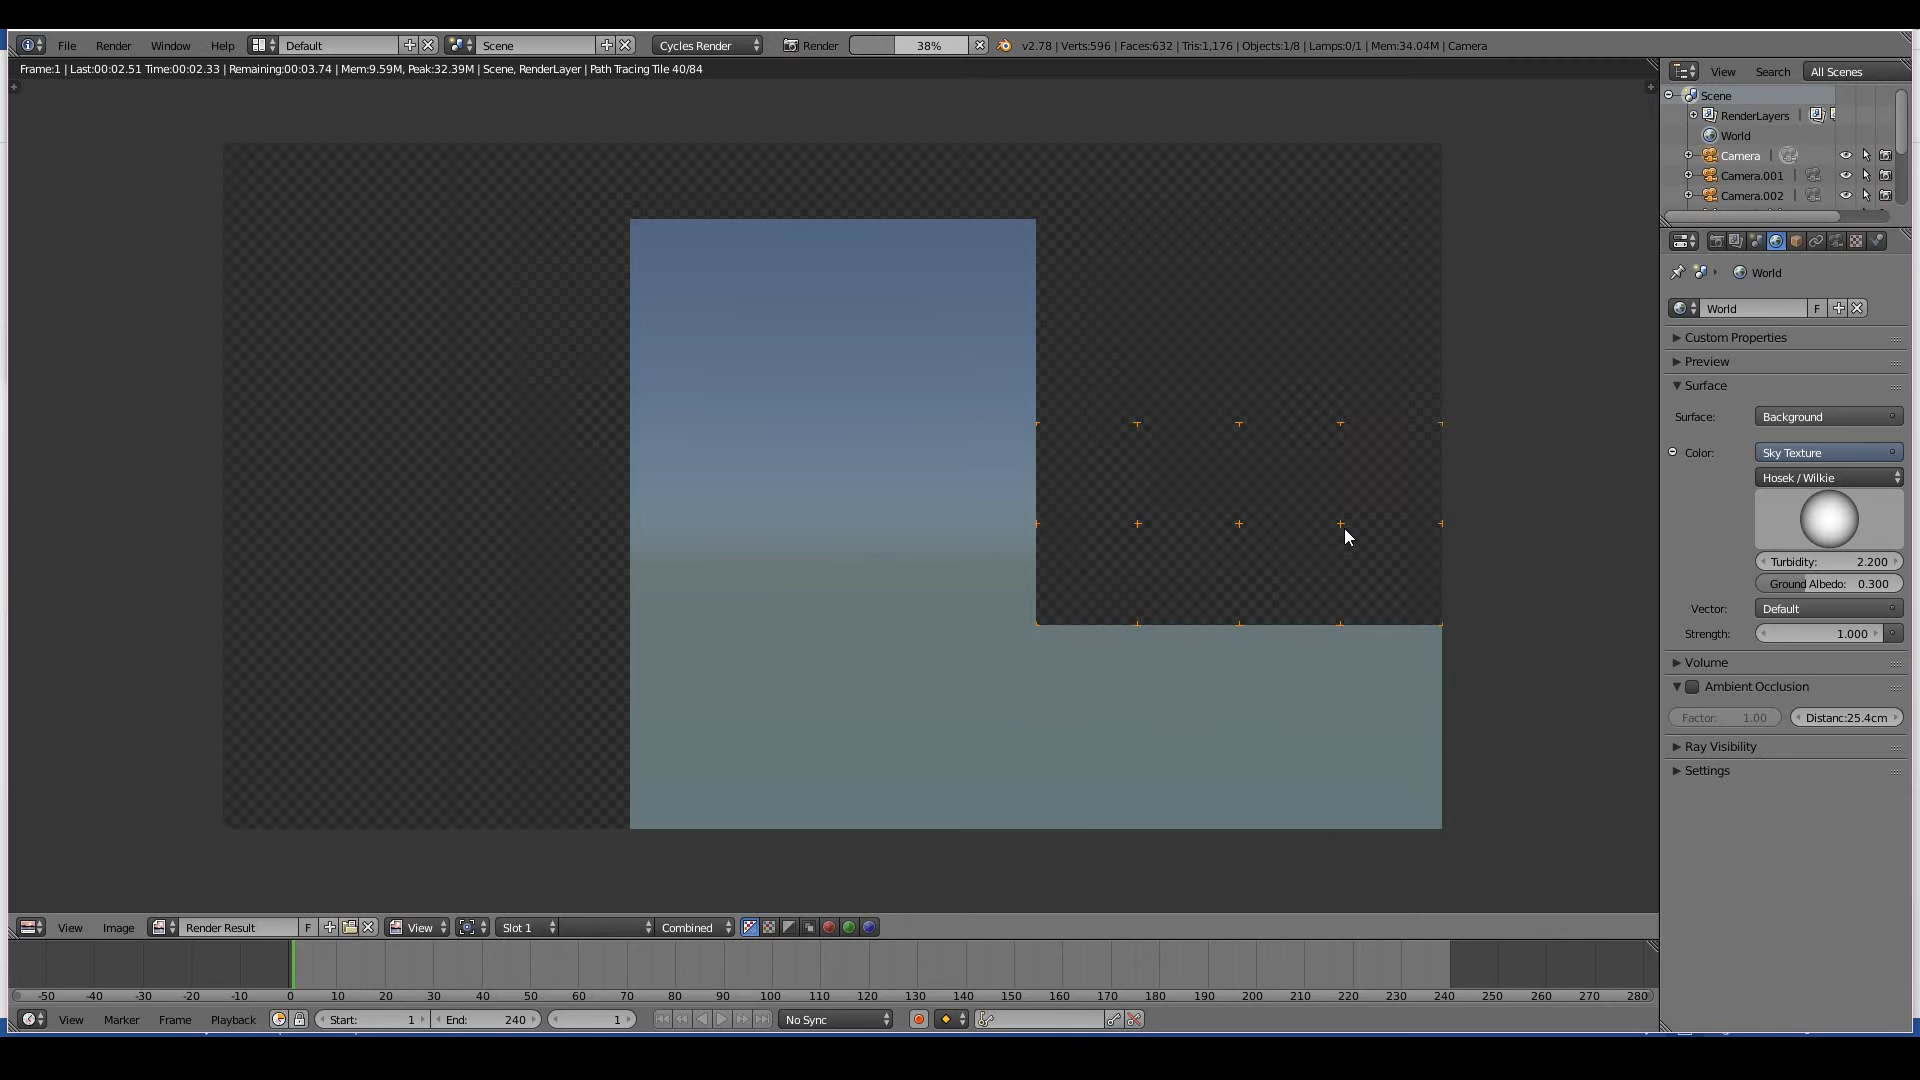 File Render Window Help Default Scene Cycles Render Render 38% v2.78 | Verts:596 | Faces:632 | Tris:1,176 | Objects:1/8 | Lamps:0/1 | Mem:34.04M | Camera
Frame:1 | Last:00:02.51 Time:00:02.33 | Remaining:00:03.74 | Mem:9.59M, Peak:32.39M | Scene, RenderLayer | Path Tracing Tile 40/84
View Search All Scenes
Scene
RenderLayers
World
Camera
Camera.001
Camera.002
World
World F
Custom Properties
Preview
Surface
Surface: Background
Color: Sky Texture
Hosek / Wilkie
Turbidity: 2.200
Ground Albedo: 0.300
Vector: Default
Strength: 1.000
Volume
Ambient Occlusion
Factor: 1.00 Distanc:25.4cm
Ray Visibility
Settings
View Image Render Result F View Slot 1 Combined
-50 -40 -30 -20 -10 0 10 20 30 40 50 60 70 80 90 100 110 120 130 140 150 160 170 180 190 200 210 220 230 240 250 260 270 280
View Marker Frame Playback Start: 1 End: 240 1 No Sync